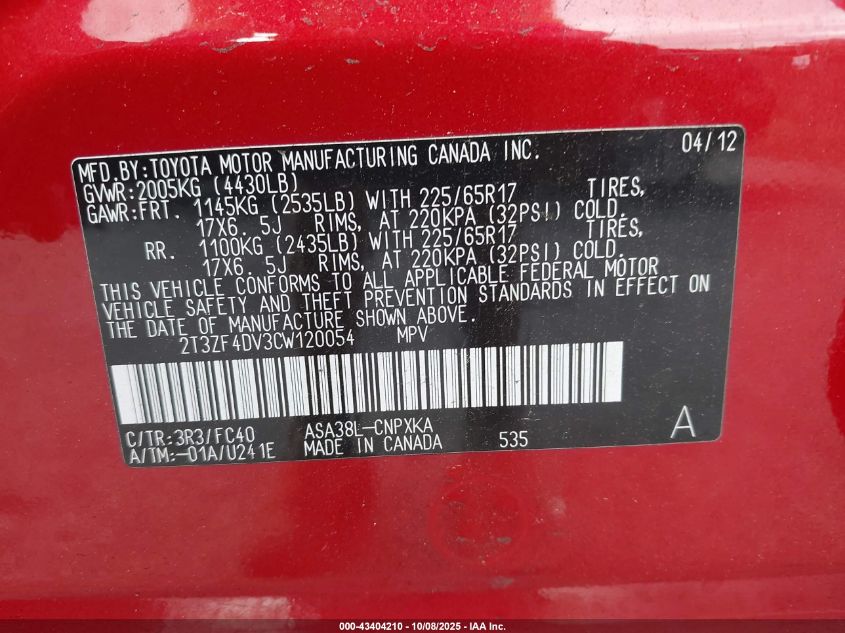 MFD.BY:TOYOTA MOTOR MANUFACTURING CANADA INC. 04/12
GVWR:2005KG (4430LB)
GAWR:FRT. 1145KG (2535LB) WITH 225/65R17 TIRES,
17X6. 5J RIMS, AT 220KPA (32PSI) COLD.
RR. 1100KG (2435LB) WITH 225/65R17 TIRES,
17X6. 5J RIMS, AT 220KPA (32PSI) COLD.
THIS VEHICLE CONFORMS TO ALL APPLICABLE FEDERAL MOTOR
VEHICLE SAFETY AND THEFT PREVENTION STANDARDS IN EFFECT ON
THE DATE OF MANUFACTURE SHOWN ABOVE.
2T3ZF4DV3CW120054 MPV
C/TR:3R3/FC40 ASA38L-CNPXKA
A/TM:-01A/U241E MADE IN CANADA 535 A
000-43404210 - 10/08/2025 - IAA Inc.